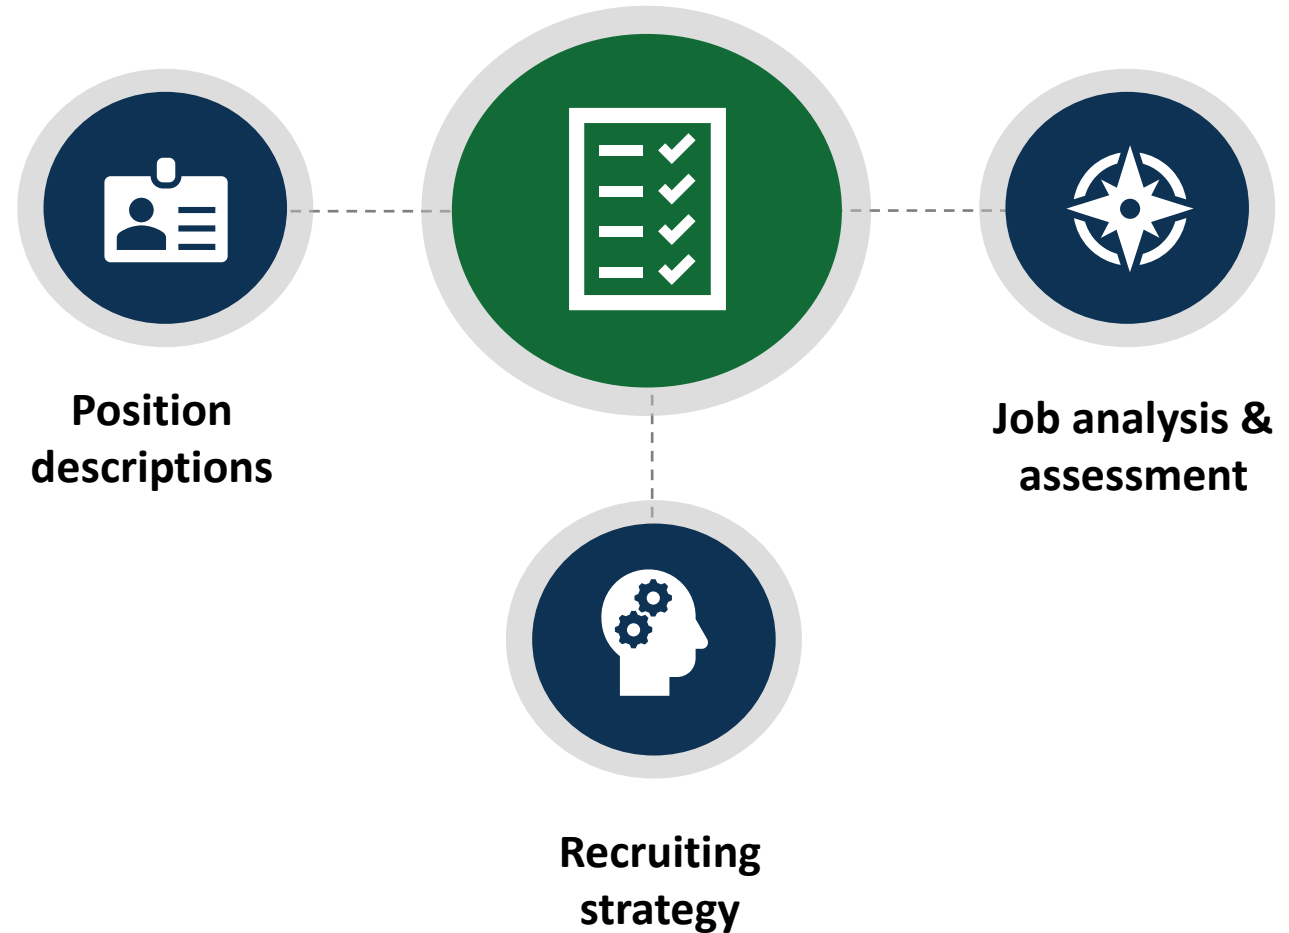 Position
descriptions
Job analysis &
assessment
Recruiting
strategy